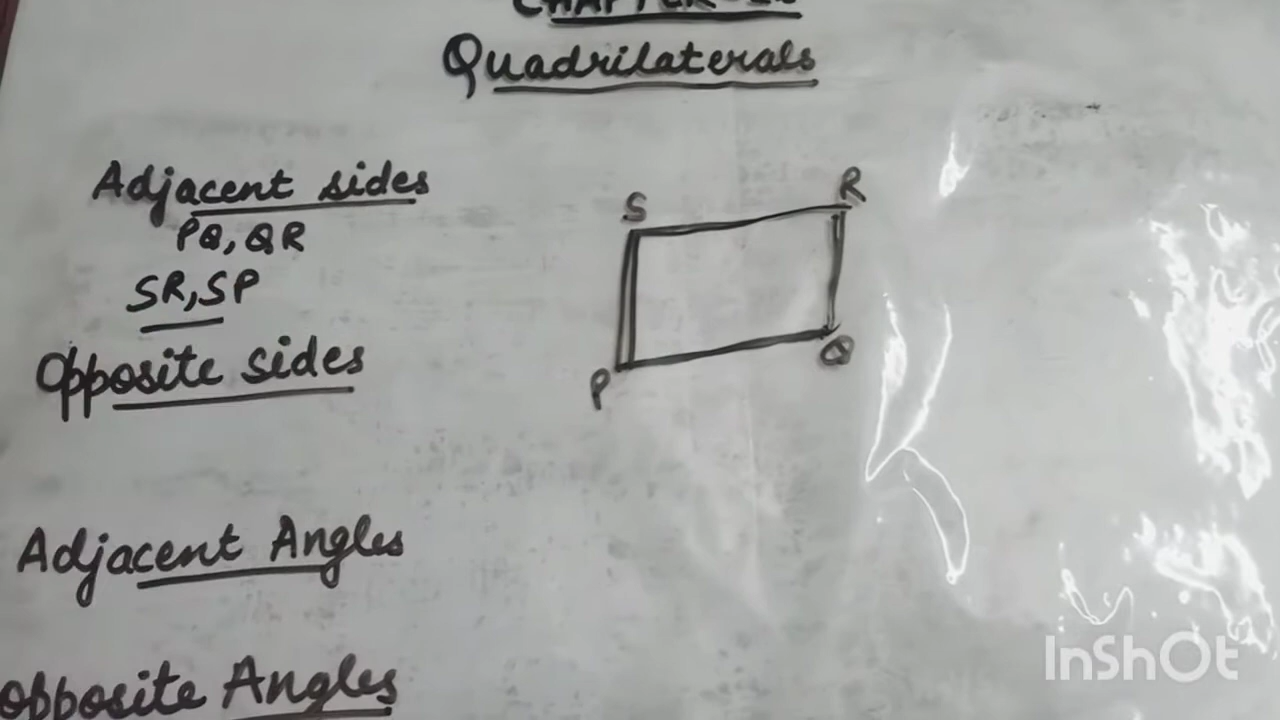 Quadrilaterals
Adjacent sides
PQ, QR
SR, SP
Opposite sides
S
R
P
Q
Adjacent Angles
Opposite Angles
InShOt